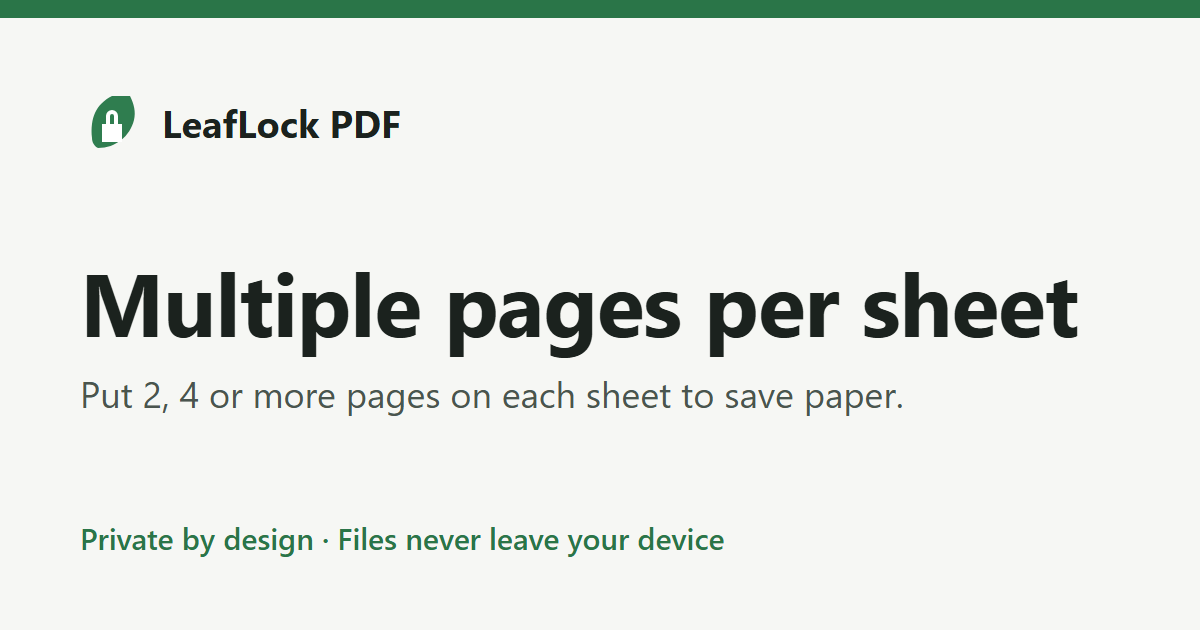 LeafLock PDF
Multiple pages per sheet
Put 2, 4 or more pages on each sheet to save paper.
Private by design · Files never leave your device